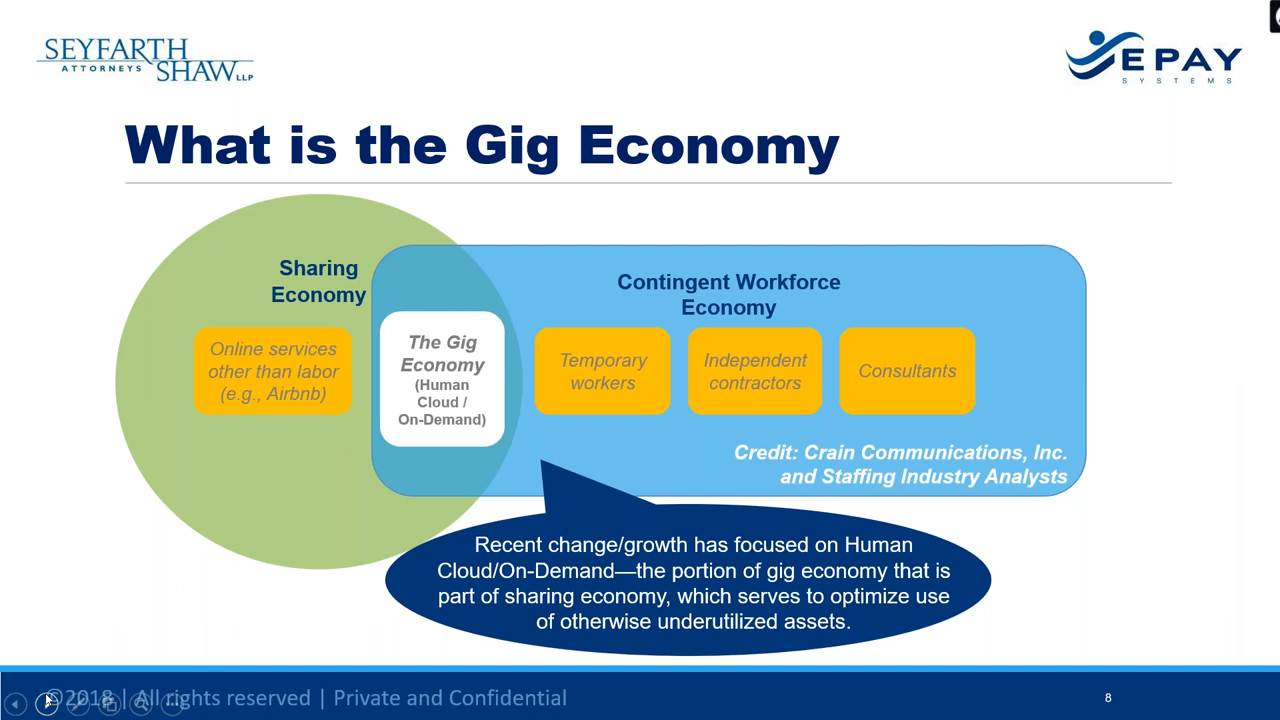 SEYFARTH
ATTORNEYS SHAW LLP
EPAY
SYSTEMS
What is the Gig Economy
Sharing
Economy
Online services
other than labor
(e.g., Airbnb)
The Gig
Economy
(Human
Cloud /
On-Demand)
Contingent Workforce
Economy
Temporary
workers
Independent
contractors
Consultants
Credit: Crain Communications, Inc.
and Staffing Industry Analysts
Recent change/growth has focused on Human
Cloud/On-Demand—the portion of gig economy that is
part of sharing economy, which serves to optimize use
of otherwise underutilized assets.
©2018 | All rights reserved | Private and Confidential
8